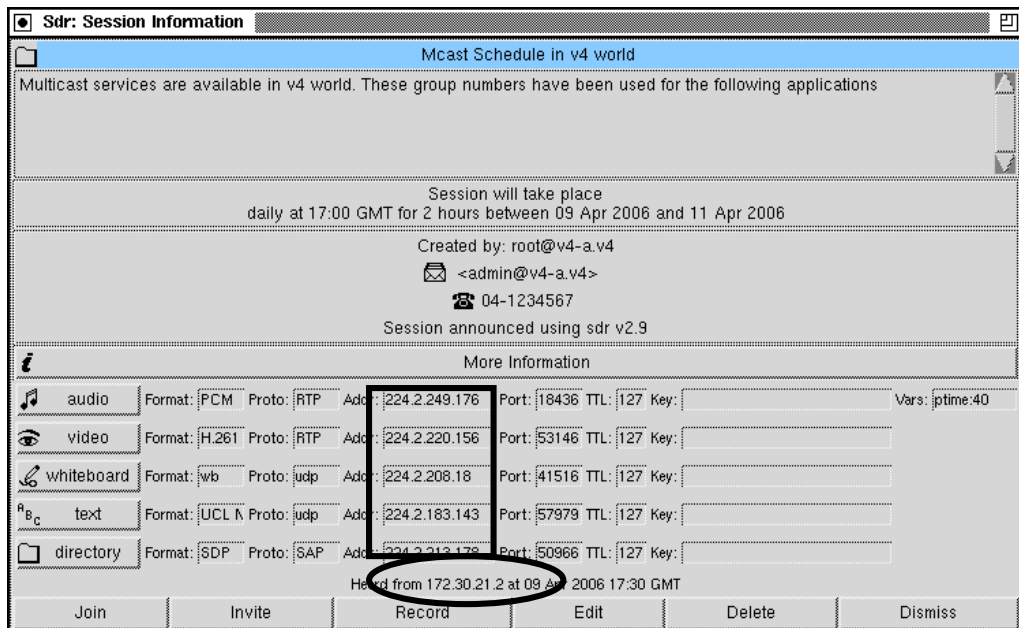 Sdr: Session Information
Mcast Schedule in v4 world
Multicast services are available in v4 world. These group numbers have been used for the following applications
Session will take place
daily at 17:00 GMT for 2 hours between 09 Apr 2006 and 11 Apr 2006
Created by: root@v4-a.v4
<admin@v4-a.v4>
04-1234567
Session announced using sdr v2.9
i More Information
audio Format: PCM Proto: RTP Addr: 224.2.249.176 Port: 18436 TTL: 127 Key: Vars: ptime:40
video Format: H.261 Proto: RTP Addr: 224.2.220.156 Port: 53146 TTL: 127 Key:
whiteboard Format: wb Proto: udp Addr: 224.2.208.18 Port: 41516 TTL: 127 Key:
ABC text Format: UCL N Proto: udp Addr: 224.2.183.143 Port: 57979 TTL: 127 Key:
directory Format: SDP Proto: SAP Addr: 224.2.213.178 Port: 50966 TTL: 127 Key:
Heard from 172.30.21.2 at 09 Apr 2006 17:30 GMT
Join Invite Record Edit Delete Dismiss